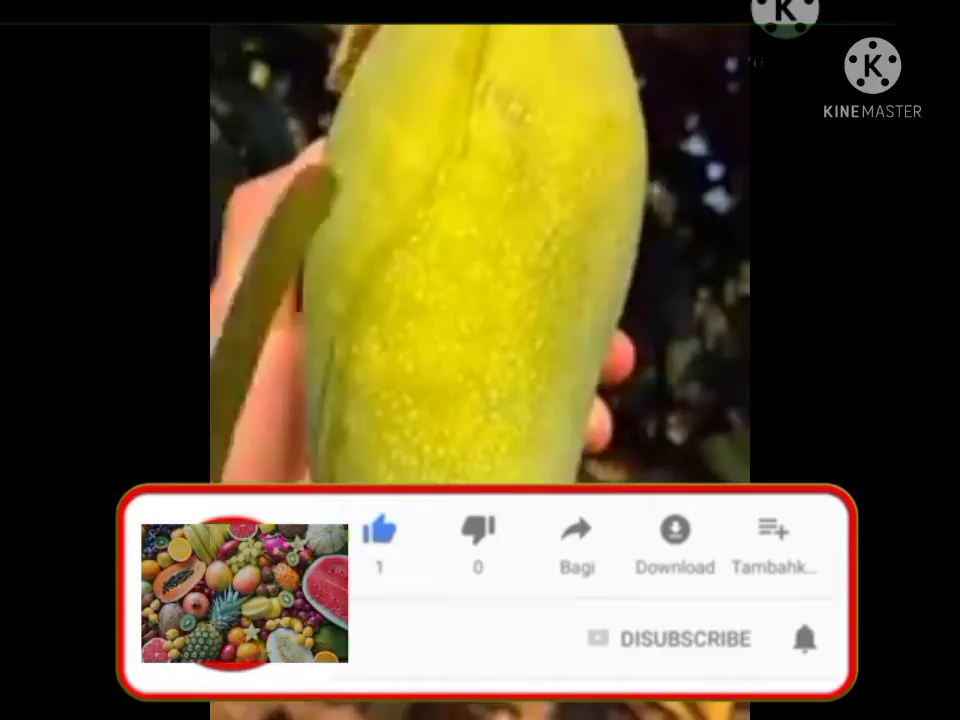 K
K
KINEMASTER
1
0
Bagi
Download
Tambahk...
DISUBSCRIBE